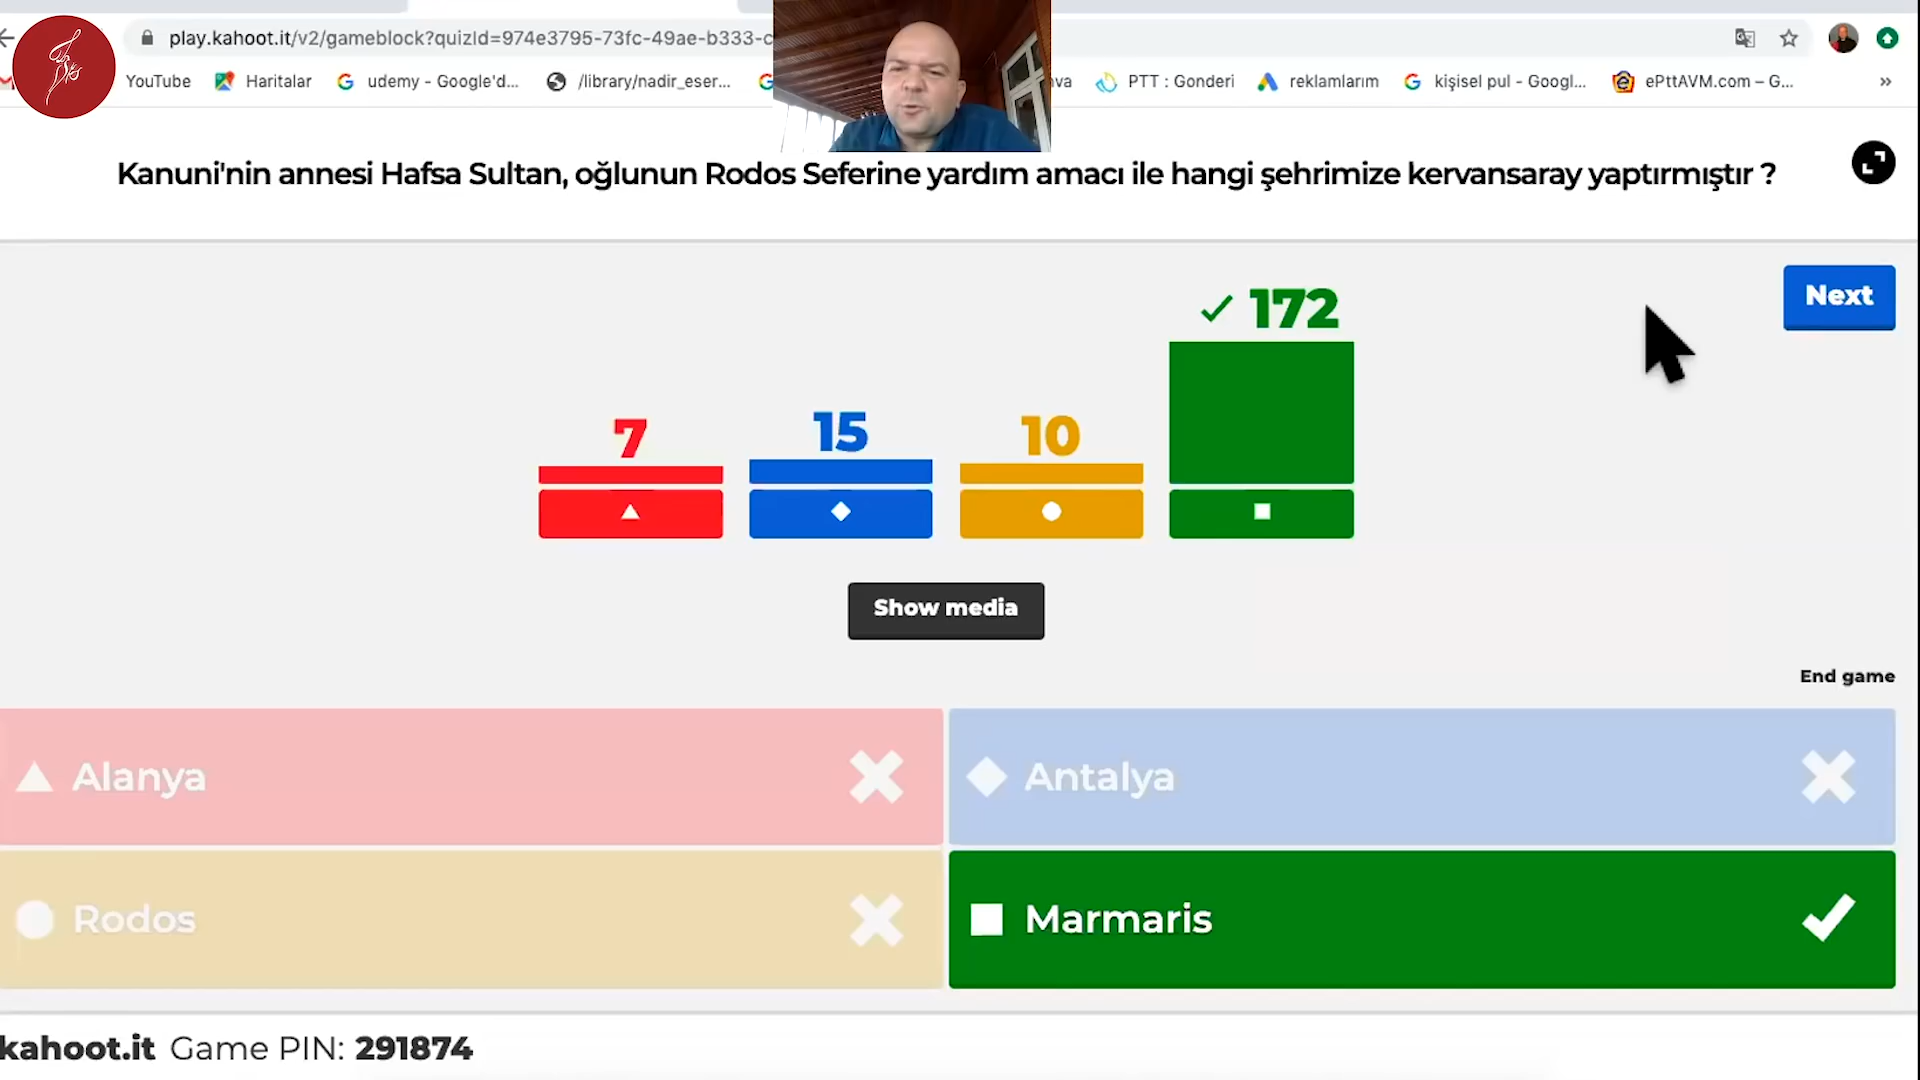 play.kahoot.it/v2/gameblock?quizId=974e3795-73fc-49ae-b333-c
YouTube Haritalar udemy - Google'd... /library/nadir_eser... PTT : Gonderi reklamlarım kişisel pul - Googl... ePttAVM.com – G... »
Kanuni'nin annesi Hafsa Sultan, oğlunun Rodos Seferine yardım amacı ile hangi şehrimize kervansaray yaptırmıştır ?
Next
7 15 10 172
Show media
End game
Alanya
Antalya
Rodos
Marmaris
kahoot.it Game PIN: 291874